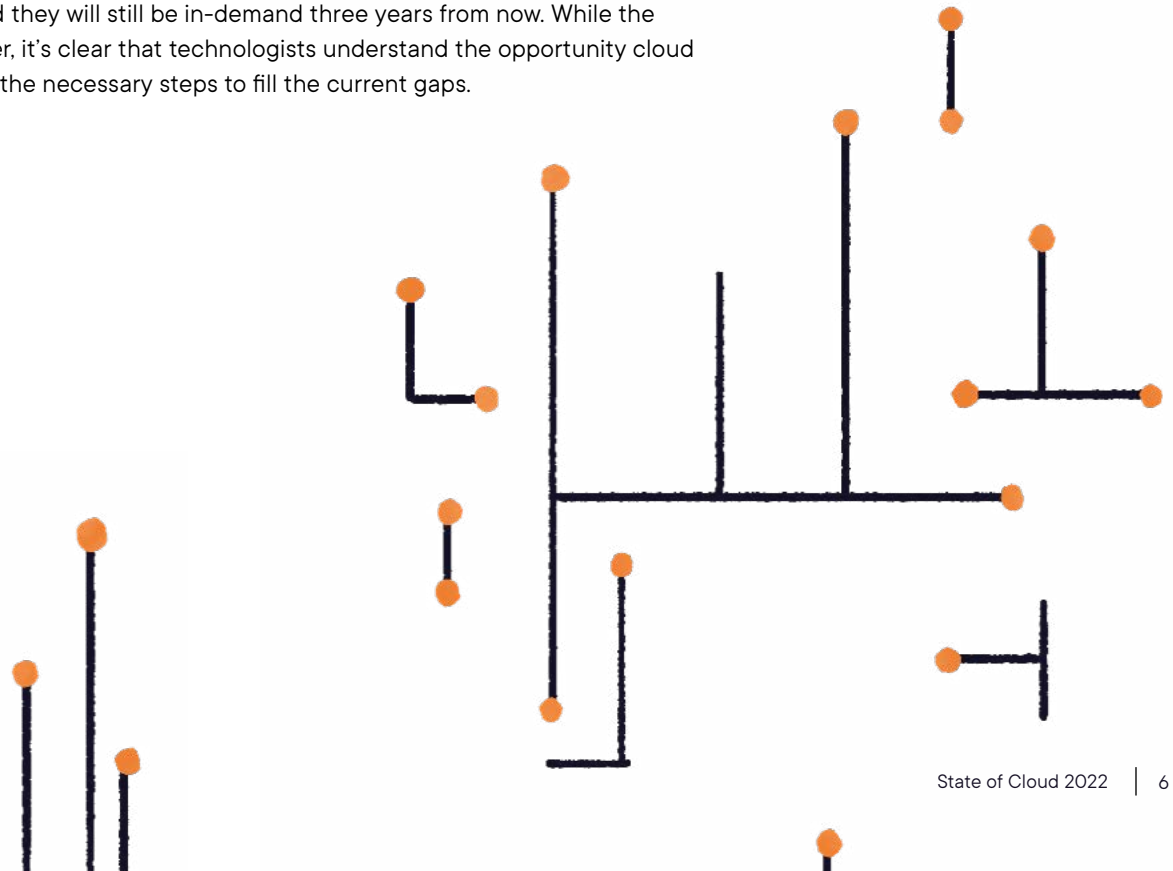 they will still be in-demand three years from now. While the
it’s clear that technologists understand the opportunity cloud
the necessary steps to fill the current gaps.
State of Cloud 2022 | 6